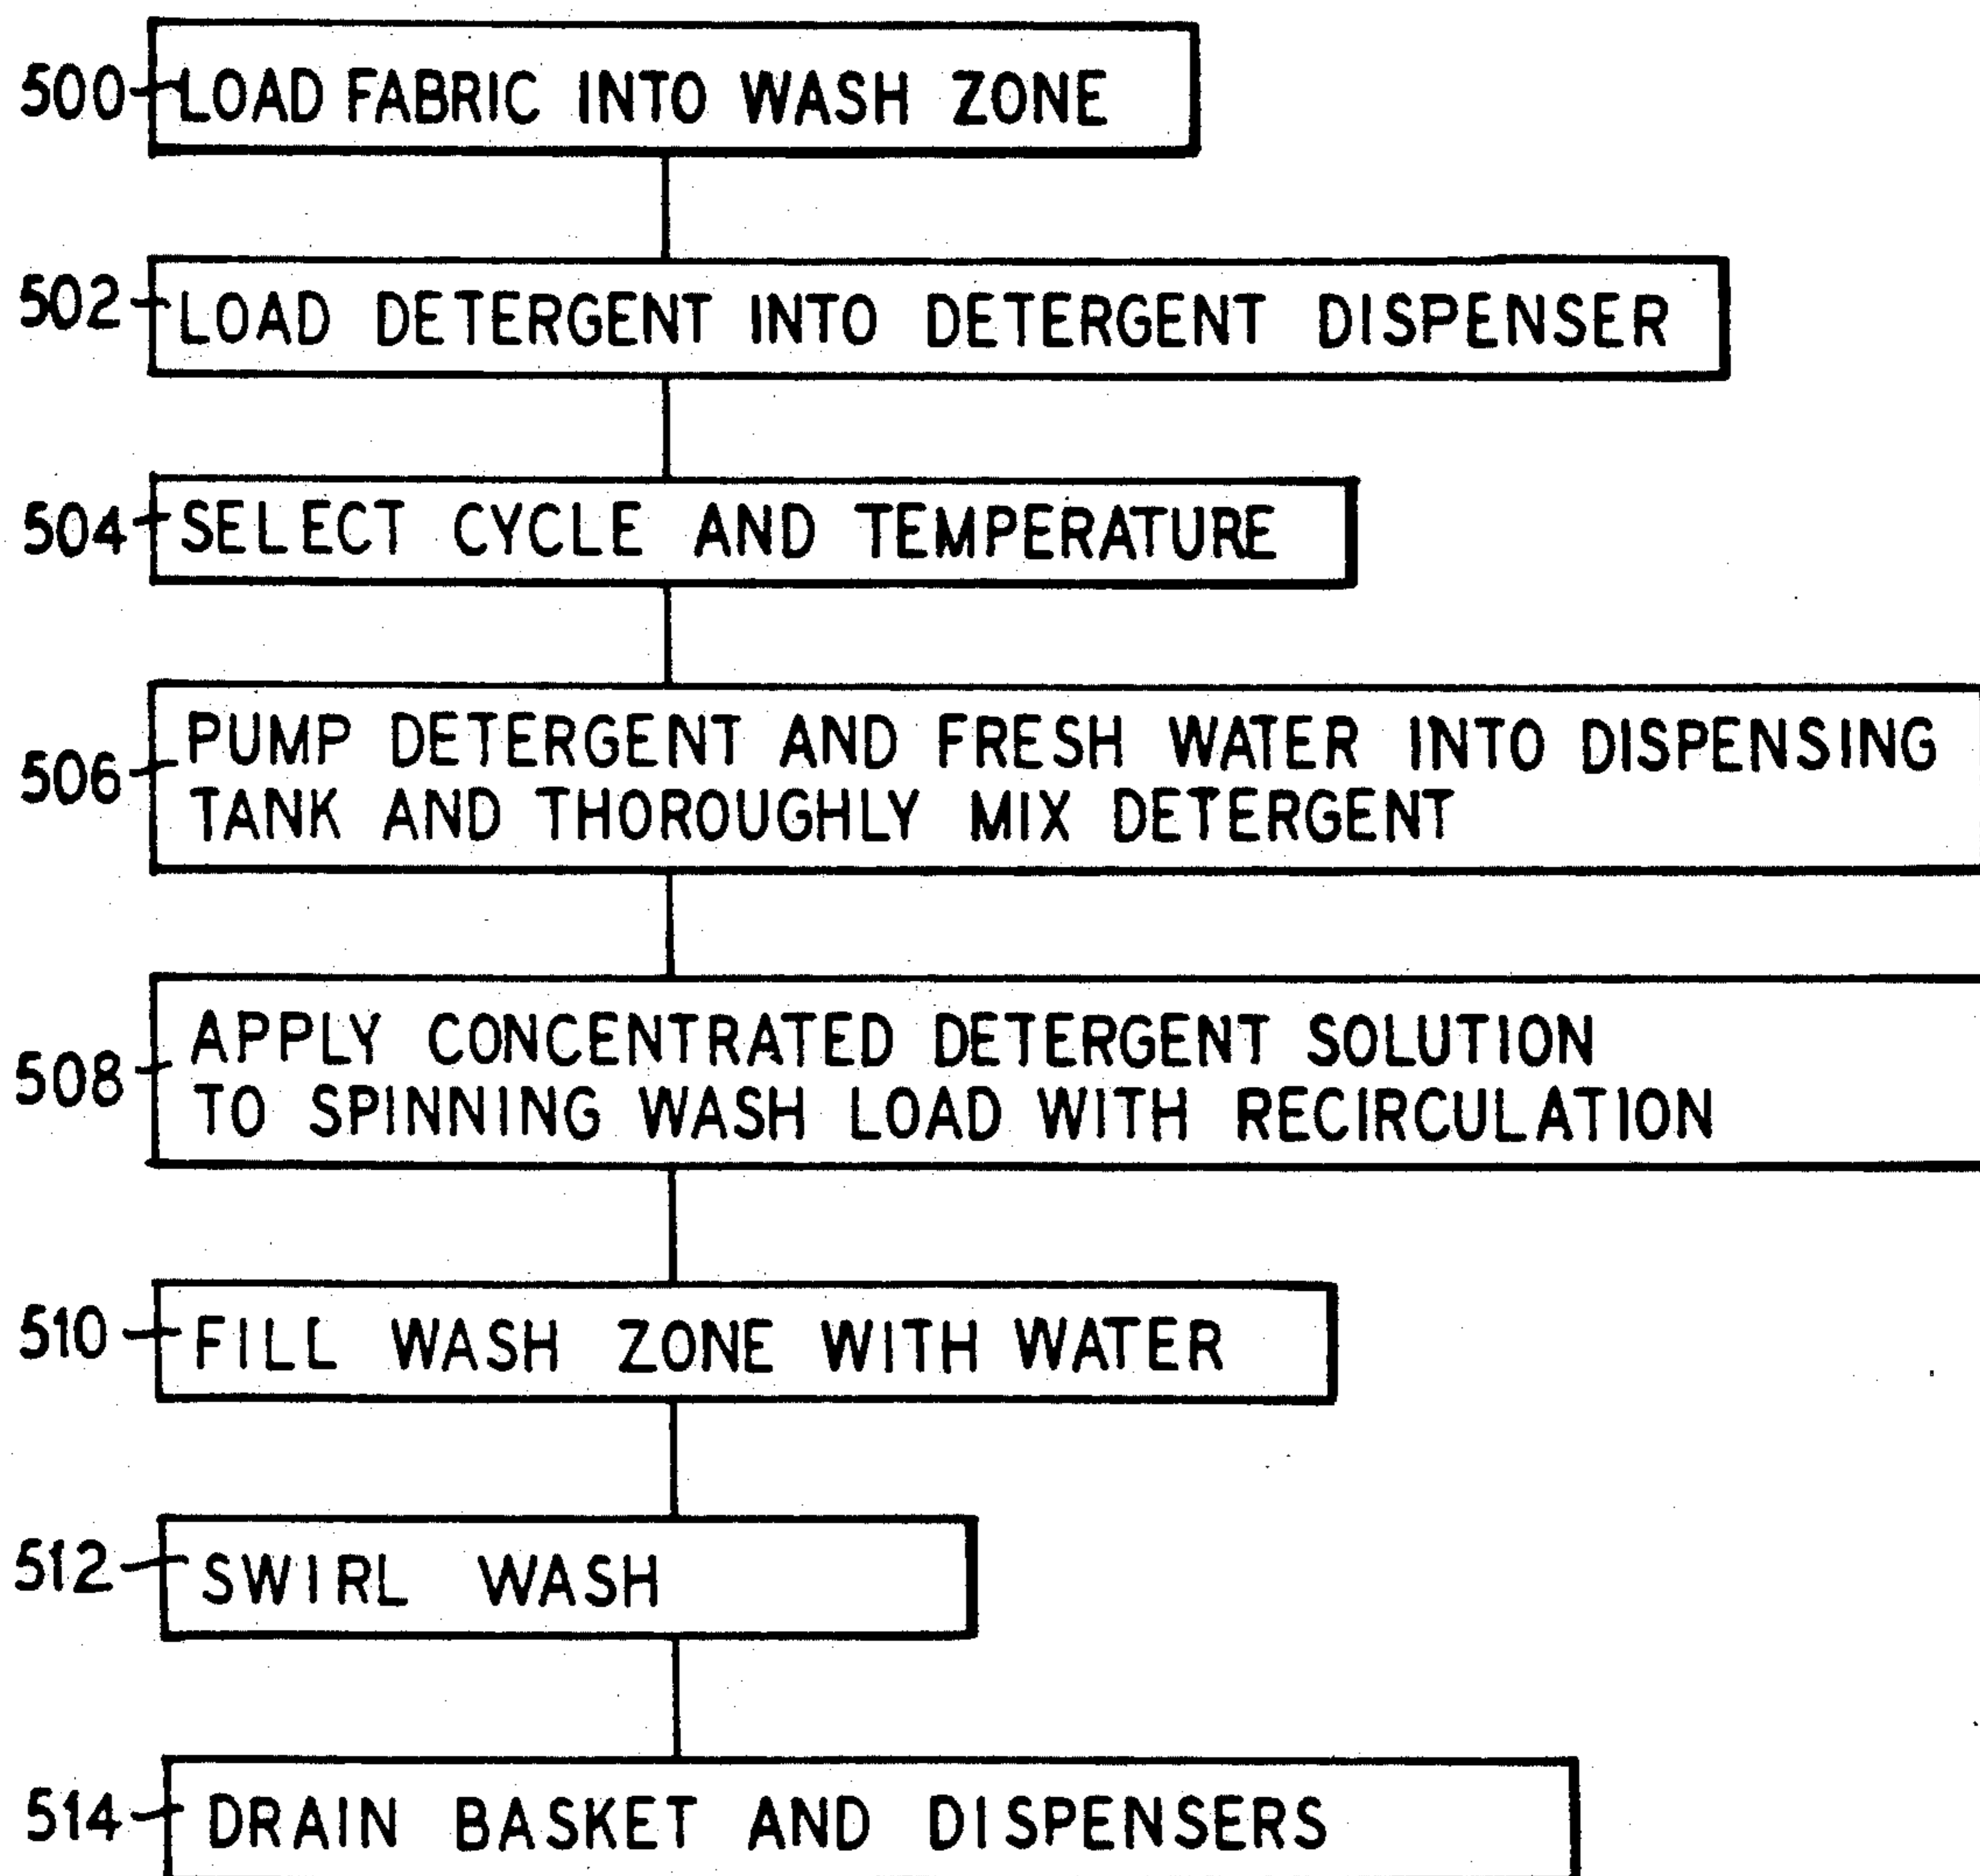 500 LOAD FABRIC INTO WASH ZONE
502 LOAD DETERGENT INTO DETERGENT DISPENSER
504 SELECT CYCLE AND TEMPERATURE
506 PUMP DETERGENT AND FRESH WATER INTO DISPENSING
TANK AND THOROUGHLY MIX DETERGENT
508 APPLY CONCENTRATED DETERGENT SOLUTION
TO SPINNING WASH LOAD WITH RECIRCULATION
510 FILL WASH ZONE WITH WATER
512 SWIRL WASH
514 DRAIN BASKET AND DISPENSERS